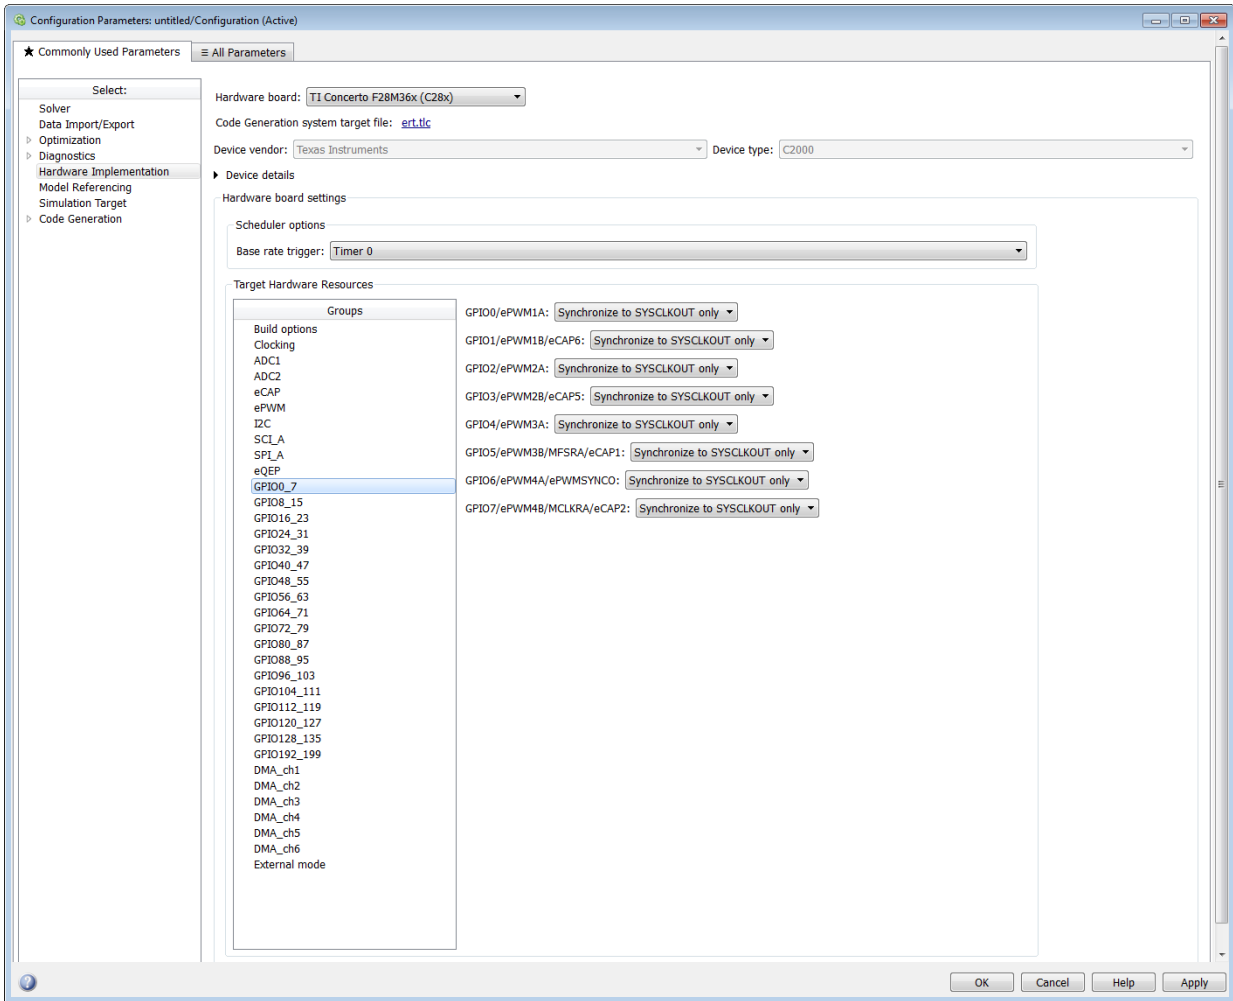 Configuration Parameters: untitled/Configuration (Active)
★ Commonly Used Parameters
≡ All Parameters
Select:
Solver
Data Import/Export
Optimization
Diagnostics
Hardware Implementation
Model Referencing
Simulation Target
Code Generation
Hardware board: TI Concerto F28M36x (C28x)
Code Generation system target file: ert.tlc
Device vendor: Texas Instruments Device type: C2000
Device details
Hardware board settings
Scheduler options
Base rate trigger: Timer 0
Target Hardware Resources
Groups
Build options
Clocking
ADC1
ADC2
eCAP
ePWM
I2C
SCI_A
SPI_A
eQEP
GPIO0_7
GPIO8_15
GPIO16_23
GPIO24_31
GPIO32_39
GPIO40_47
GPIO48_55
GPIO56_63
GPIO64_71
GPIO72_79
GPIO80_87
GPIO88_95
GPIO96_103
GPIO104_111
GPIO112_119
GPIO120_127
GPIO128_135
GPIO192_199
DMA_ch1
DMA_ch2
DMA_ch3
DMA_ch4
DMA_ch5
DMA_ch6
External mode
GPIO0/ePWM1A: Synchronize to SYSCLKOUT only
GPIO1/ePWM1B/eCAP6: Synchronize to SYSCLKOUT only
GPIO2/ePWM2A: Synchronize to SYSCLKOUT only
GPIO3/ePWM2B/eCAP5: Synchronize to SYSCLKOUT only
GPIO4/ePWM3A: Synchronize to SYSCLKOUT only
GPIO5/ePWM3B/MFSRA/eCAP1: Synchronize to SYSCLKOUT only
GPIO6/ePWM4A/ePWMSYNCO: Synchronize to SYSCLKOUT only
GPIO7/ePWM4B/MCLKRA/eCAP2: Synchronize to SYSCLKOUT only
OK Cancel Help Apply